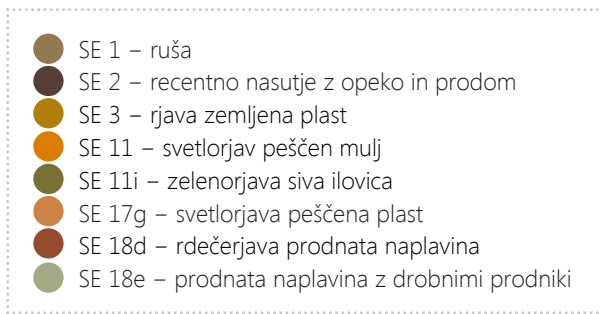 SE 1 – ruša
SE 2 – recentno nasutje z opeko in prodom
SE 3 – rjava zemljena plast
SE 11 – svetlorjav peščen mulj
SE 11i – zelenorjava siva ilovica
SE 17g – svetlorjava peščena plast
SE 18d – rdečerjava prodnata naplavina
SE 18e – prodnata naplavina z drobnimi prodniki